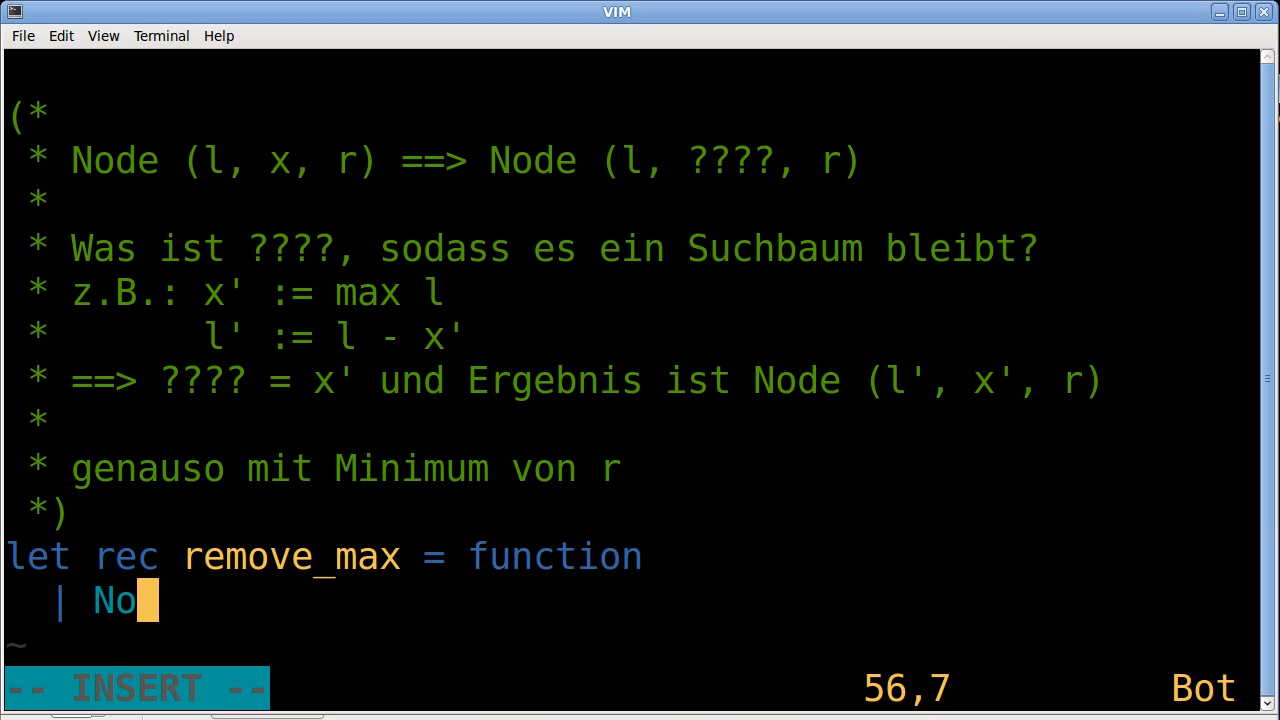 VIM
File Edit View Terminal Help
(*
 * Node (l, x, r) ==> Node (l, ????, r)
 *
 * Was ist ????, sodass es ein Suchbaum bleibt?
 * z.B.: x' := max l
 *       l' := l - x'
 * ==> ???? = x' und Ergebnis ist Node (l', x', r)
 *
 * genauso mit Minimum von r
 *)
let rec remove_max = function
  | No
~
-- INSERT -- 56,7 Bot